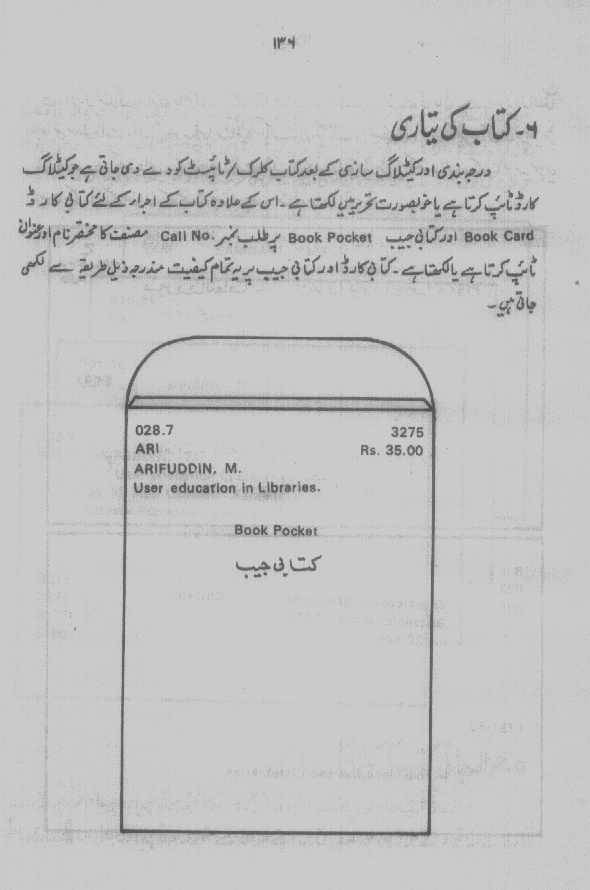 ۱۳۶
۶۔ کتاب کی تیاری
درجہ بندی اور کیٹلاگ سازی کے بعد کتاب کلرک/ٹائپسٹ کو دے دی جاتی ہے جو کیٹلاگ
کارڈ ٹائپ کرتا ہے یا خوبصورت تحریر میں لکھتا ہے۔ اس کے علاوہ کتاب کے اجراء کے لئے کتابی کارڈ
Book Card اور کتابی جیب Book Pocket پر طلب نمبر Call No. مصنف کا مختصر نام اور عنوان
ٹائپ کرتا ہے یا لکھتا ہے۔ کتابی کارڈ اور کتابی جیب پر یہ تمام کیفیت مندرجہ ذیل طریقہ سے لکھی
جاتی ہیں۔
028.7 3275
ARI Rs. 35.00
ARIFUDDIN, M.
User education in Libraries.
Book Pocket
کتابی جیب